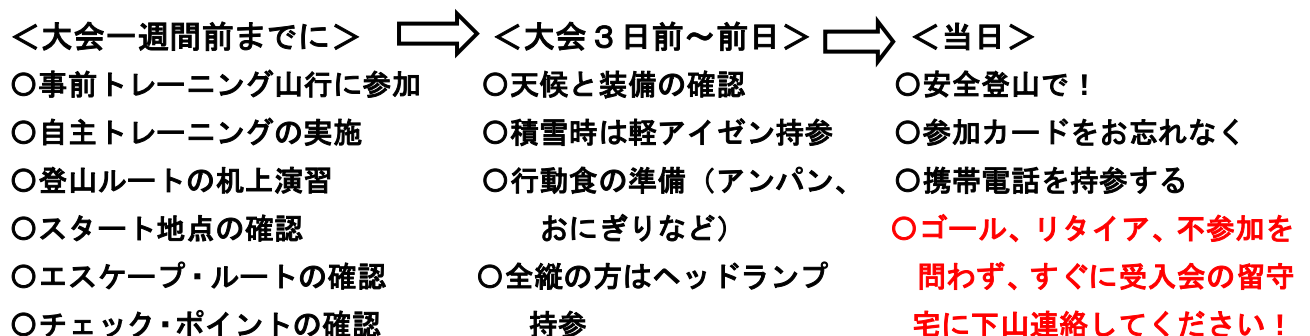 ＜大会一週間前までに＞
〇事前トレーニング山行に参加
〇自主トレーニングの実施
〇登山ルートの机上演習
〇スタート地点の確認
〇エスケープ・ルートの確認
〇チェック・ポイントの確認
＜大会３日前～前日＞
〇天候と装備の確認
〇積雪時は軽アイゼン持参
〇行動食の準備（アンパン、
おにぎりなど）
〇全縦の方はヘッドランプ
持参
＜当日＞
〇安全登山で！
〇参加カードをお忘れなく
〇携帯電話を持参する
〇ゴール、リタイア、不参加を
問わず、すぐに受入会の留守
宅に下山連絡してください！